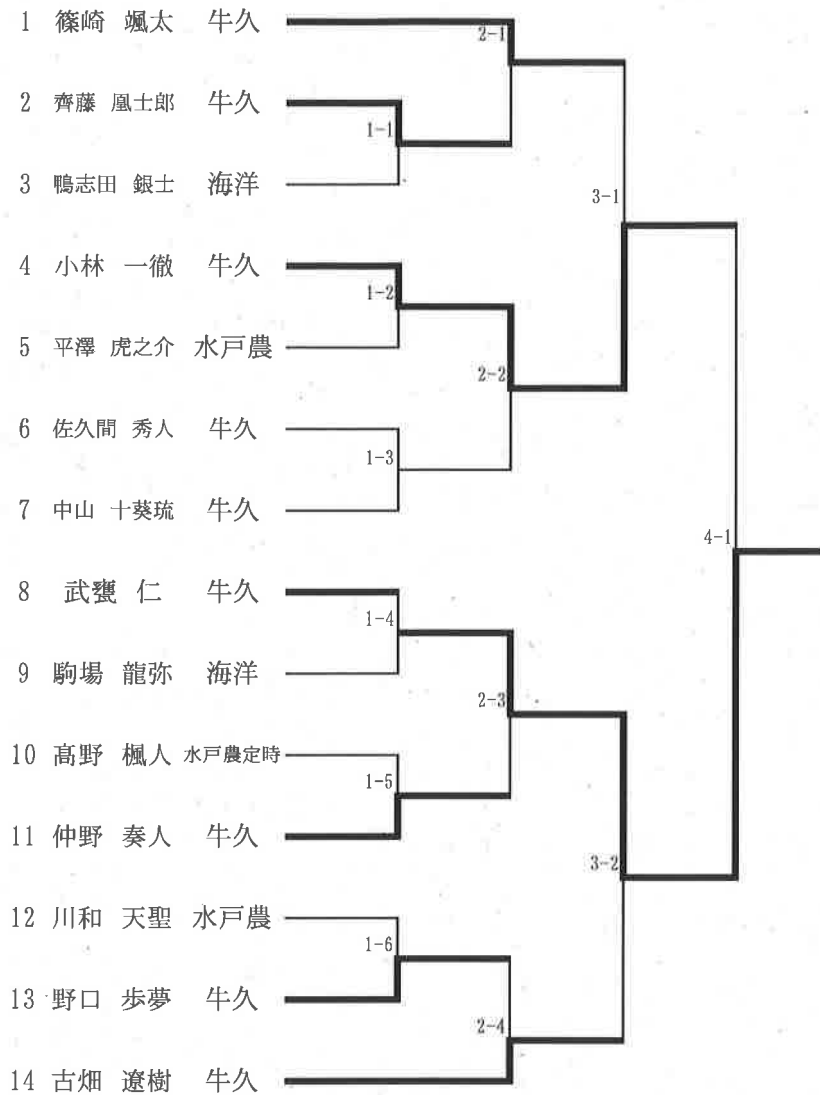 1 篠崎 颯太 牛久
2-1
2 齊藤 凰士郎 牛久
1-1
3 鴨志田 銀士 海洋
3-1
4 小林 一徹 牛久
1-2
5 平澤 虎之介 水戸農
2-2
6 佐久間 秀人 牛久
1-3
7 中山 十葵琉 牛久
4-1
8 武甕 仁 牛久
1-4
9 駒場 龍弥 海洋
2-3
10 髙野 楓人 水戸農定時
1-5
11 仲野 奏人 牛久
3-2
12 川和 天聖 水戸農
1-6
13 野口 歩夢 牛久
2-4
14 古畑 遼樹 牛久